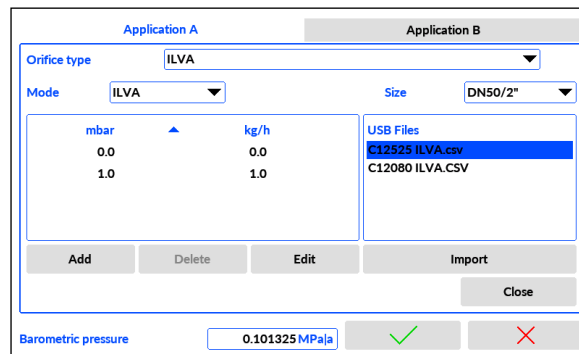 Application A Application B
Orifice type ILVA
Mode ILVA Size DN50/2"
mbar kg/h USB Files
0.0 0.0 C12525 ILVA.csv
1.0 1.0 C12080 ILVA.CSV
Add Delete Edit Import
Close
Barometric pressure 0.101325 MPa|a